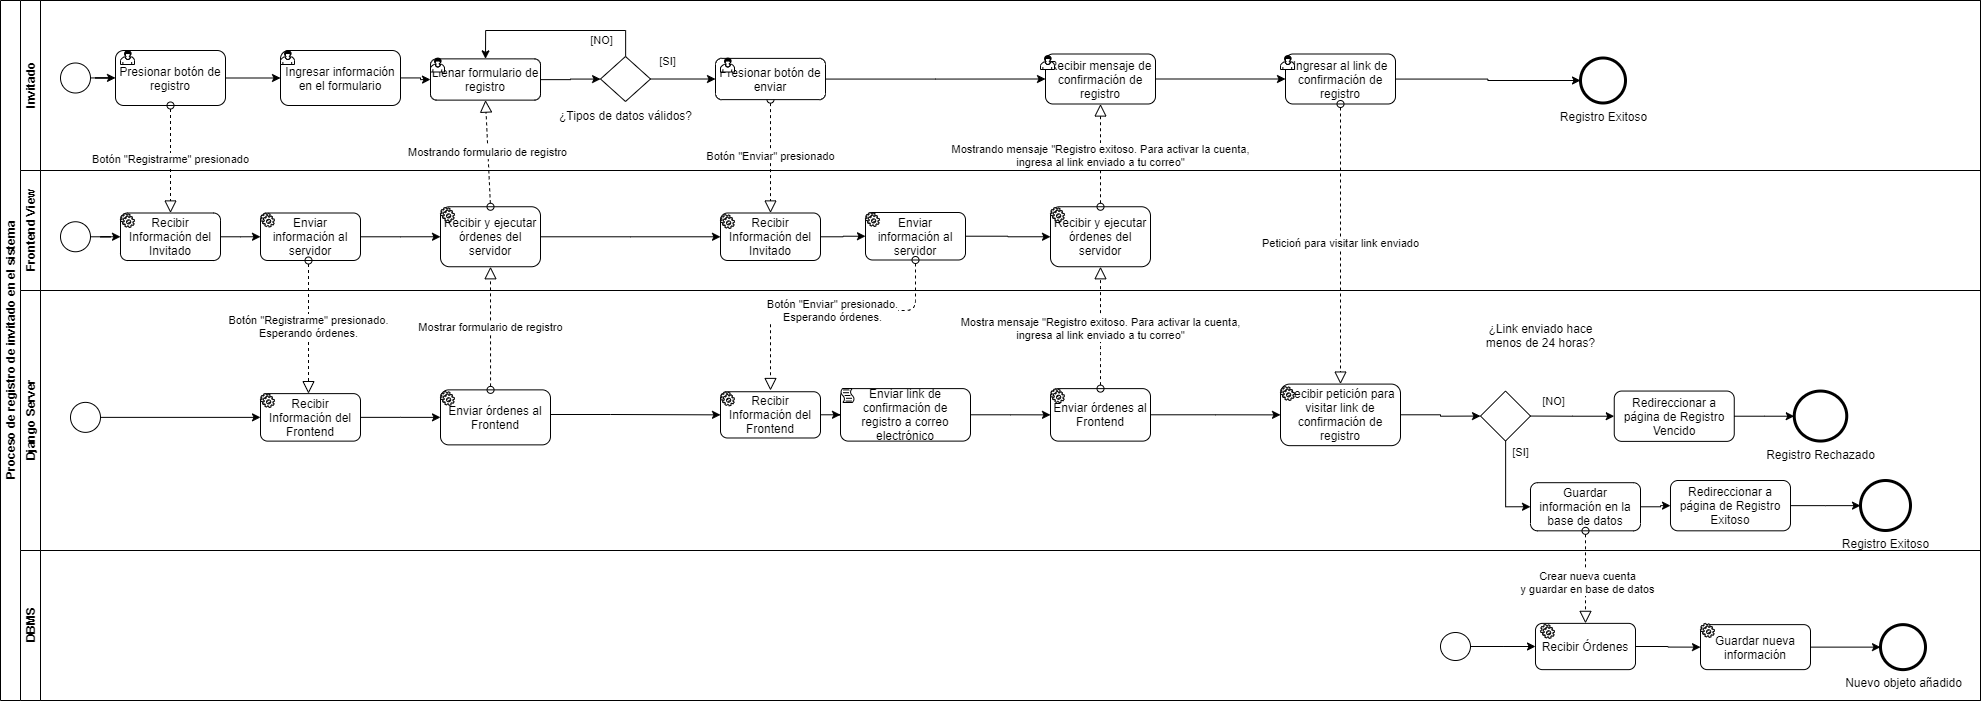 Proceso de registro de invitado en el sistema
Invitado
Presionar botón de
registro
Ingresar información
en el formulario
Llenar formulario de
registro
[NO]
[SI]
¿Tipos de datos válidos?
Presionar botón de
enviar
Recibir mensaje de
confirmación de
registro
Ingresar al link de
confirmación de
registro
Registro Exitoso
Botón "Registrarme" presionado
Mostrando formulario de registro
Botón "Enviar" presionado
Mostrando mensaje "Registro exitoso. Para activar la cuenta,
ingresa al link enviado a tu correo"
Frontend View
Recibir
Información del
Invitado
Enviar
información al
servidor
Recibir y ejecutar
órdenes del
servidor
Recibir
Información del
Invitado
Enviar
información al
servidor
Recibir y ejecutar
órdenes del
servidor
Peticioń para visitar link enviado
Botón "Registrarme" presionado.
Esperando órdenes.
Mostrar formulario de registro
Botón "Enviar" presionado.
Esperando órdenes.
Mostra mensaje "Registro exitoso. Para activar la cuenta,
ingresa al link enviado a tu correo"
Django Server
Recibir
Información del
Frontend
Enviar órdenes al
Frontend
Recibir
Información del
Frontend
Enviar link de
confirmación de
registro a correo
electrónico
Enviar órdenes al
Frontend
Recibir petición para
visitar link de
confirmación de
registro
¿Link enviado hace
menos de 24 horas?
[NO]
[SI]
Redireccionar a
página de Registro
Vencido
Registro Rechazado
Guardar
información en la
base de datos
Redireccionar a
página de Registro
Exitoso
Registro Exitoso
Crear nueva cuenta
y guardar en base de datos
DBMS
Recibir Órdenes
Guardar nueva
información
Nuevo objeto añadido